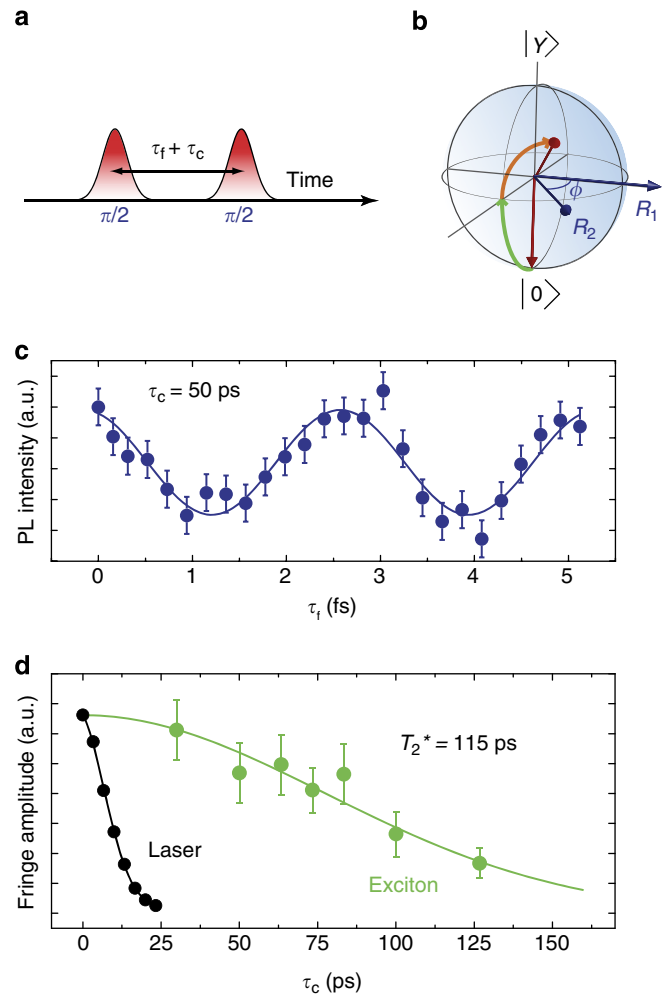 a
τf + τc
Time
π/2
π/2
b
|Y⟩
ϕ
R1
R2
|0⟩
c
τc = 50 ps
PL intensity (a.u.)
0 1 2 3 4 5
τf (fs)
d
T2* = 115 ps
Laser
Exciton
Fringe amplitude (a.u.)
0 25 50 75 100 125 150
τc (ps)